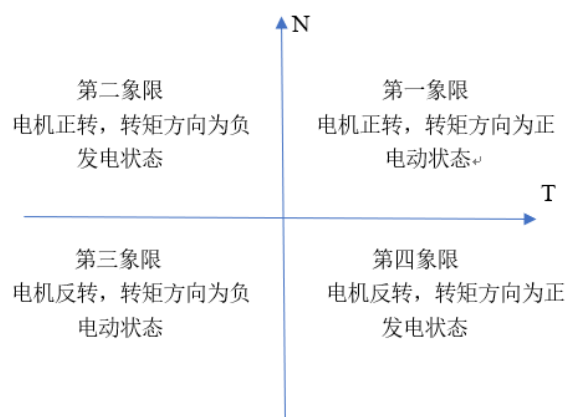 N
第二象限
电机正转，转矩方向为负
发电状态
第一象限
电机正转，转矩方向为正
电动状态↵
T
第三象限
电机反转，转矩方向为负
电动状态
第四象限
电机反转，转矩方向为正
发电状态